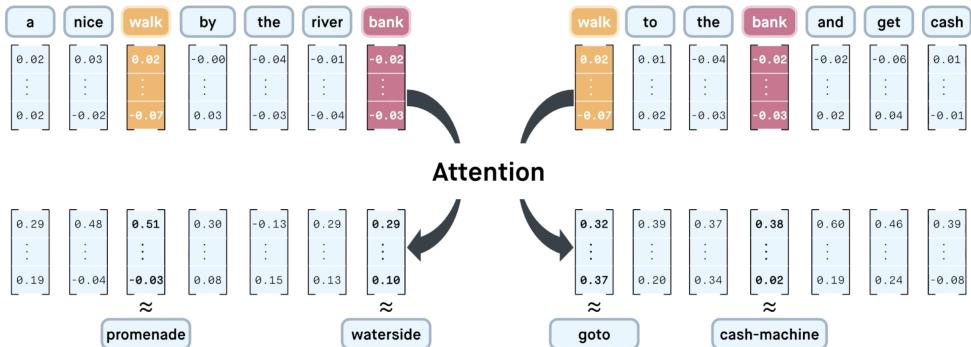 a nice walk by the river bank walk to the bank and get cash
0.02 0.03 0.02 -0.00 -0.04 -0.01 -0.02 0.02 0.01 -0.04 -0.02 -0.02 -0.06 0.01
0.02 -0.02 -0.07 0.03 -0.03 -0.04 -0.03 -0.07 0.02 -0.03 -0.03 0.02 0.04 -0.01
Attention
0.29 0.48 0.51 0.30 -0.13 0.29 0.29 0.32 0.39 0.37 0.38 0.60 0.46 0.39
0.19 -0.04 -0.03 0.08 0.15 0.13 0.10 0.37 0.20 0.34 0.02 0.19 0.24 -0.08
≈ ≈ ≈ ≈
promenade waterside goto cash-machine